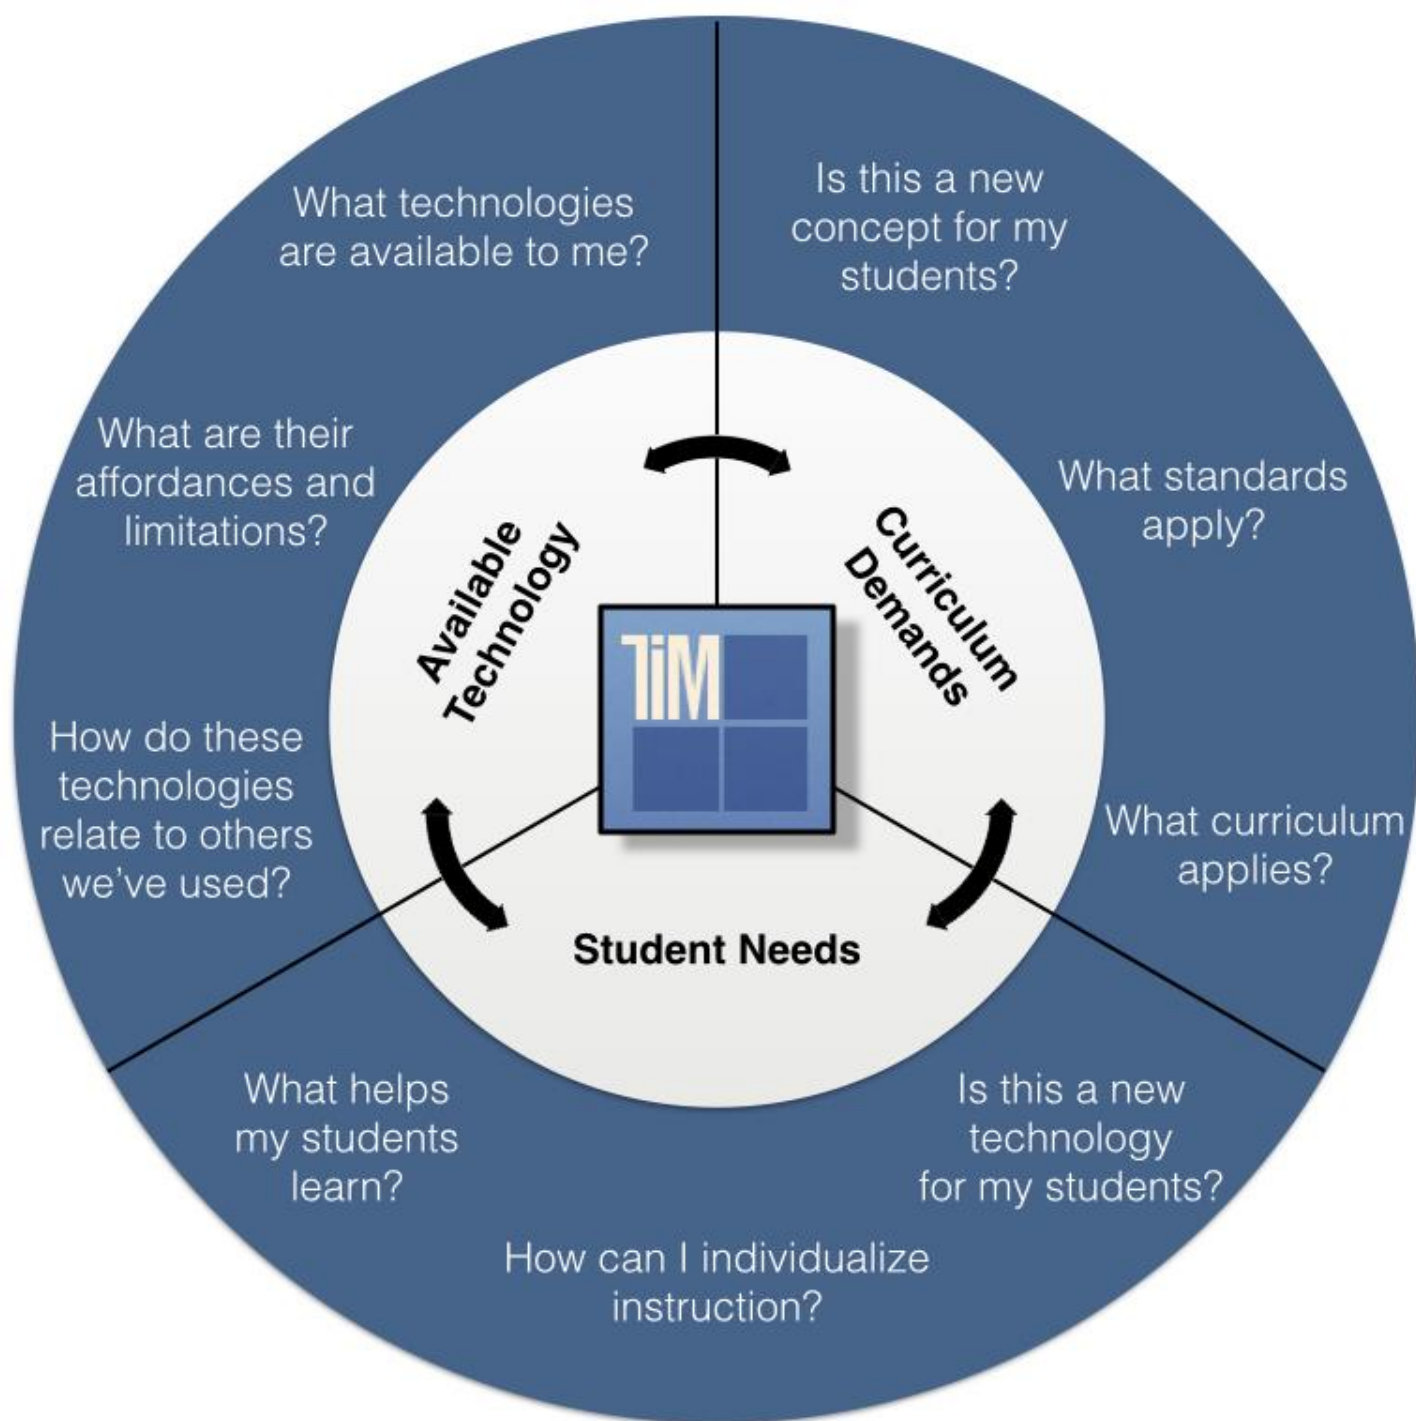 What technologies
are available to me?
What are their
affordances and
limitations?
How do these
technologies
relate to others
we've used?
Is this a new
concept for my
students?
What standards
apply?
What curriculum
applies?
What helps
my students
learn?
How can I individualize
instruction?
Is this a new
technology
for my students?
Available
Technology
Curriculum
Demands
Student Needs
TiM